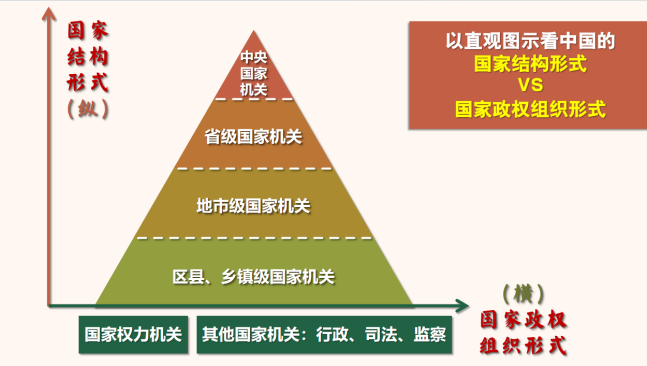 国家
结构
形式
（纵）
以直观图示看中国的
国家结构形式
VS
国家政权组织形式
中央
国家
机关
省级国家机关
地市级国家机关
区县、乡镇级国家机关
（横）
国家政权
组织形式
国家权力机关
其他国家机关：行政、司法、监察